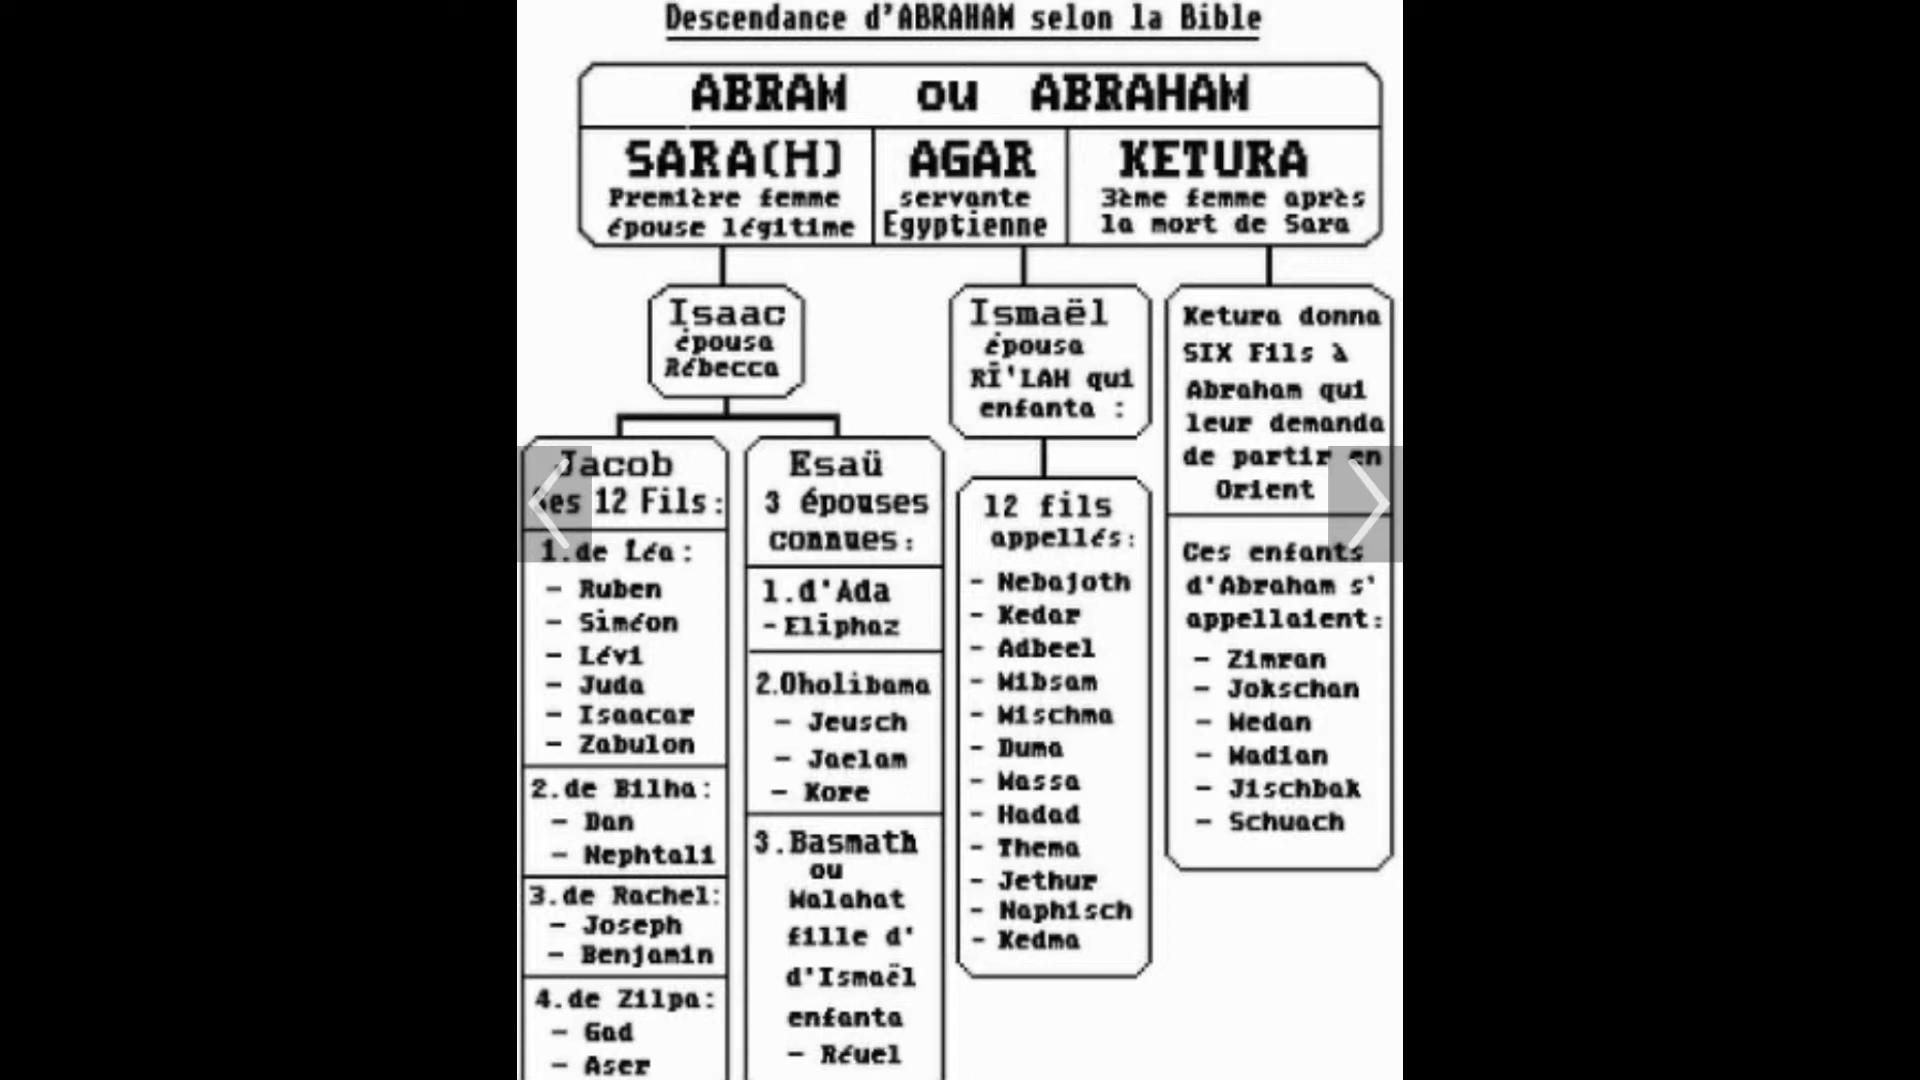 Descendance d'ABRAHAM selon la Bible
ABRAM ou ABRAHAM
SARA(H)
Première femme
épouse légitime
AGAR
servante
Egyptienne
KETURA
3ème femme après
la mort de Sara
Isaac
épousa
Rébecca
Jacob
ses 12 Fils:
1.de Léa:
- Ruben
- Siméon
- Lévi
- Juda
- Isaacar
- Zabulon
2.de Bilha:
- Dan
- Nephtali
3.de Rachel:
- Joseph
- Benjamin
4.de Zilpa:
- Gad
- Aser
Esaü
3 épouses
connues:
1.d'Ada
-Eliphaz
2.Oholibama
- Jeusch
- Jaelam
- Kore
3.Basmath
ou
Malahat
fille d'
d'Ismaël
enfanta
- Réuel
Ismaël
épousa
RĪ'LAH qui
enfanta :
12 fils
appellés:
- Nebajoth
- Kedar
- Adbeel
- Mibsam
- Mischma
- Duma
- Massa
- Hadad
- Thema
- Jethur
- Naphisch
- Kedma
Ketura donna
SIX Fils à
Abraham qui
leur demanda
de partir en
Orient
Ces enfants
d'Abraham s'
appellaient:
- Zimran
- Jokschan
- Medan
- Madian
- Jischbak
- Schuach